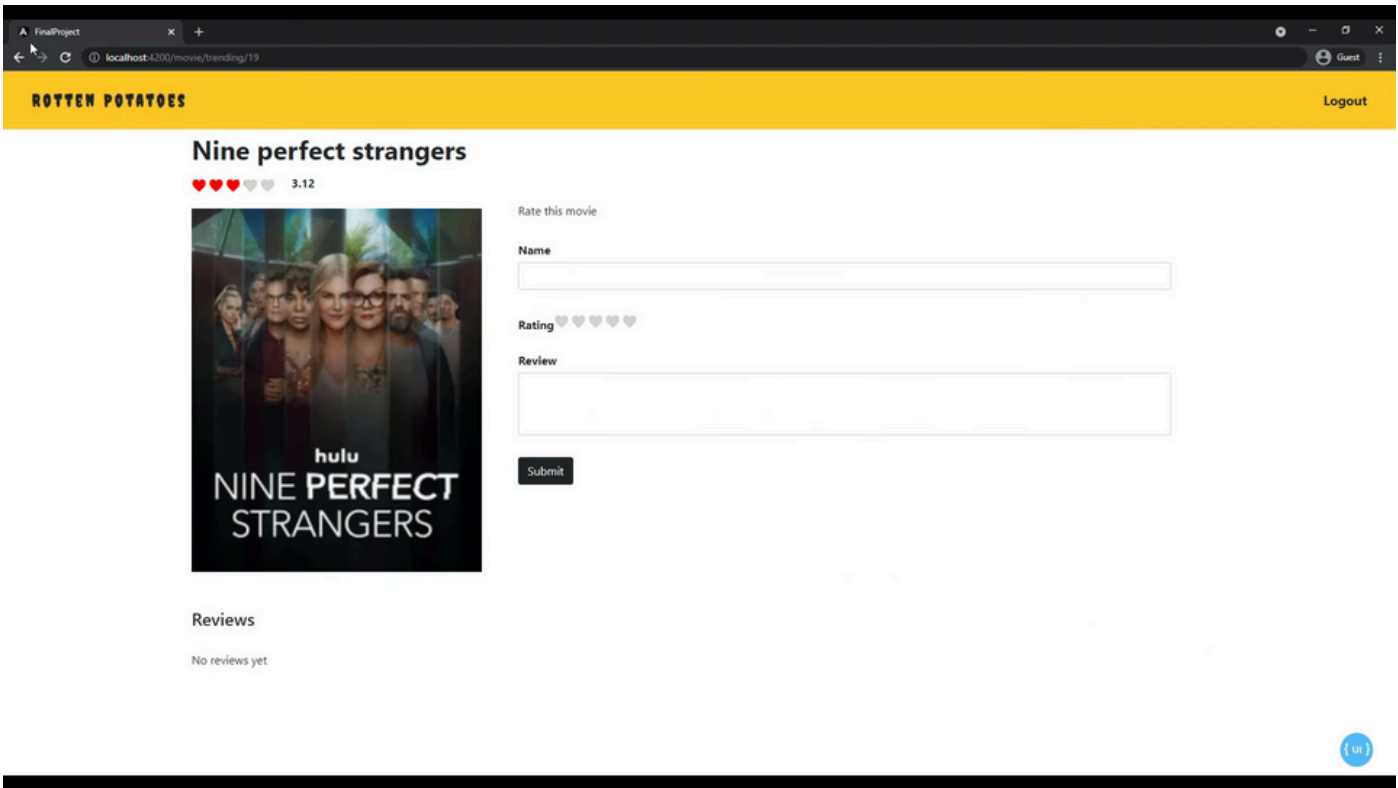 A FinalProject
localhost:4200/movie/trending/19
Guest
ROTTEN POTATOES
Logout
Nine perfect strangers
3.12
Rate this movie
Name
Rating
Review
Submit
hulu
NINE PERFECT
STRANGERS
Reviews
No reviews yet
{ UI }